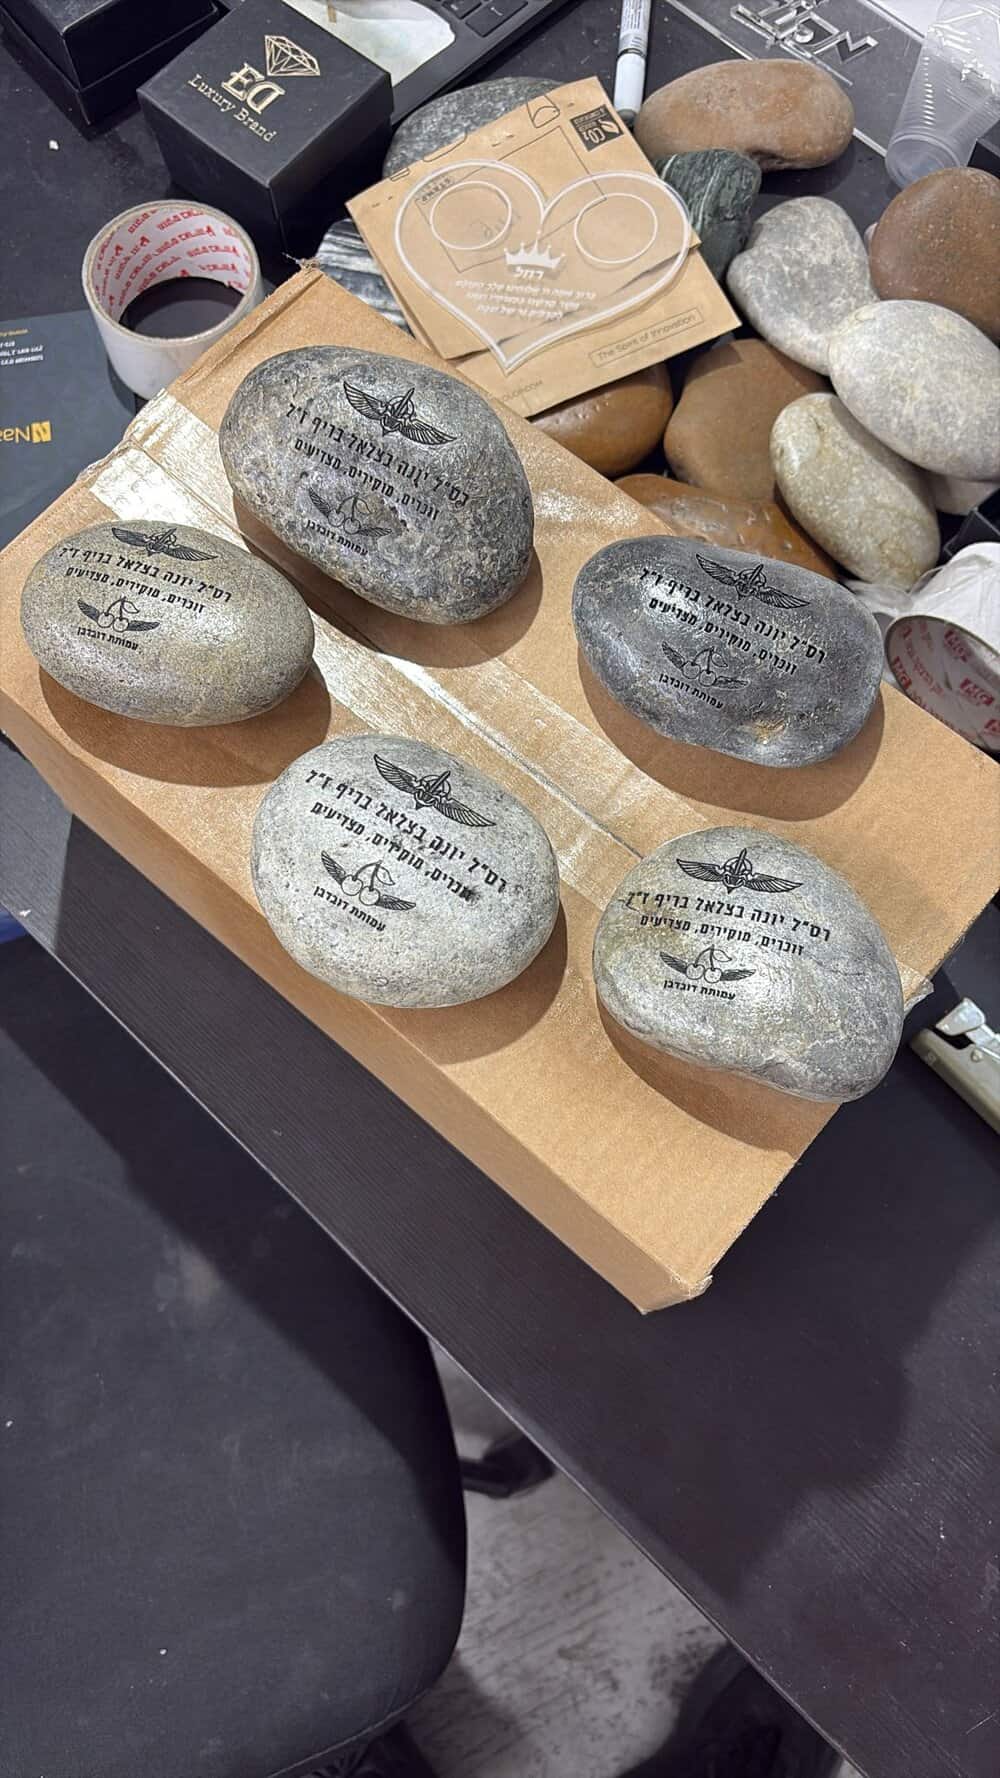 ED
Luxury Brand
STAMP
CO2
רחל
The Spirit of Innovation
רס"ל יונה בצלאל בריף ז"ל
זוכרים, מוקירים, מצדיעים
עמותת דובדבן
רס"ל יונה בצלאל בריף ז"ל
זוכרים, מוקירים, מצדיעים
עמותת דובדבן
רס"ל יונה בצלאל בריף ז"ל
זוכרים, מוקירים, מצדיעים
עמותת דובדבן
רס"ל יונה בצלאל בריף ז"ל
זוכרים, מוקירים, מצדיעים
עמותת דובדבן
רס"ל יונה בצלאל בריף ז"ל
זוכרים, מוקירים, מצדיעים
עמותת דובדבן